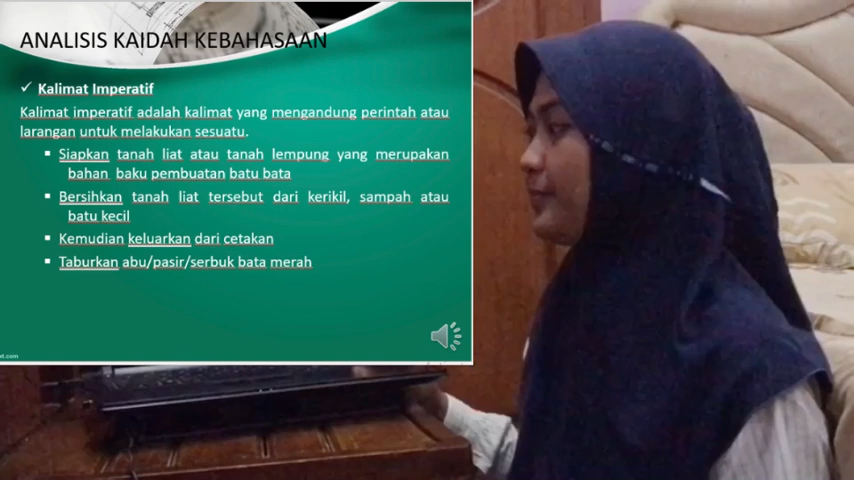 ANALISIS KAIDAH KEBAHASAAN
✓ Kalimat Imperatif
Kalimat imperatif adalah kalimat yang mengandung perintah atau
larangan untuk melakukan sesuatu.
▪ Siapkan tanah liat atau tanah lempung yang merupakan
bahan baku pembuatan batu bata
▪ Bersihkan tanah liat tersebut dari kerikil, sampah atau
batu kecil
▪ Kemudian keluarkan dari cetakan
▪ Taburkan abu/pasir/serbuk bata merah